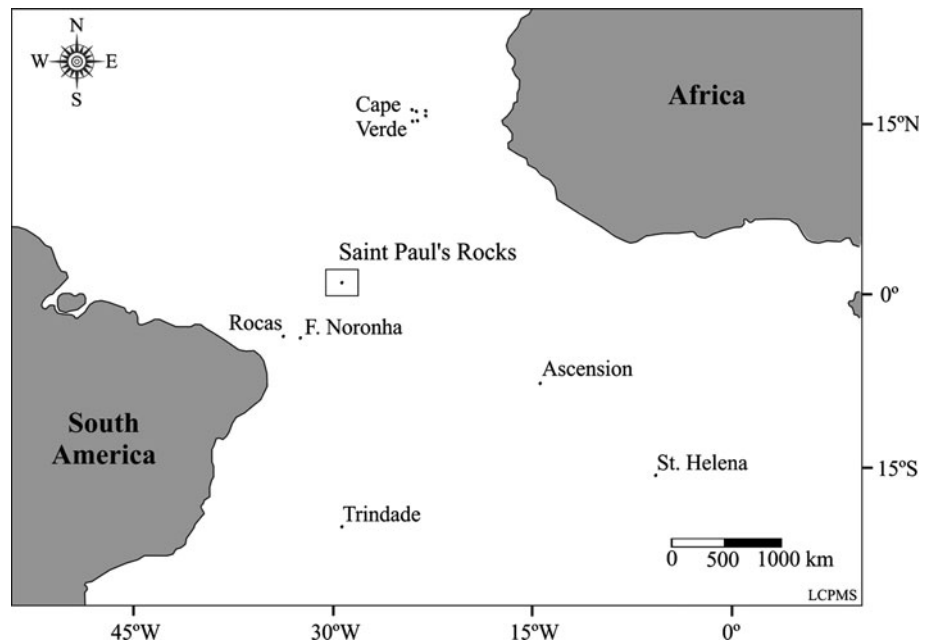 N
W E
S
Cape
Verde
Africa
15ºN
Saint Paul's Rocks
0º
Rocas
F. Noronha
Ascension
South
America
St. Helena
15ºS
Trindade
0 500 1000 km
LCPMS
45ºW 30ºW 15ºW 0º